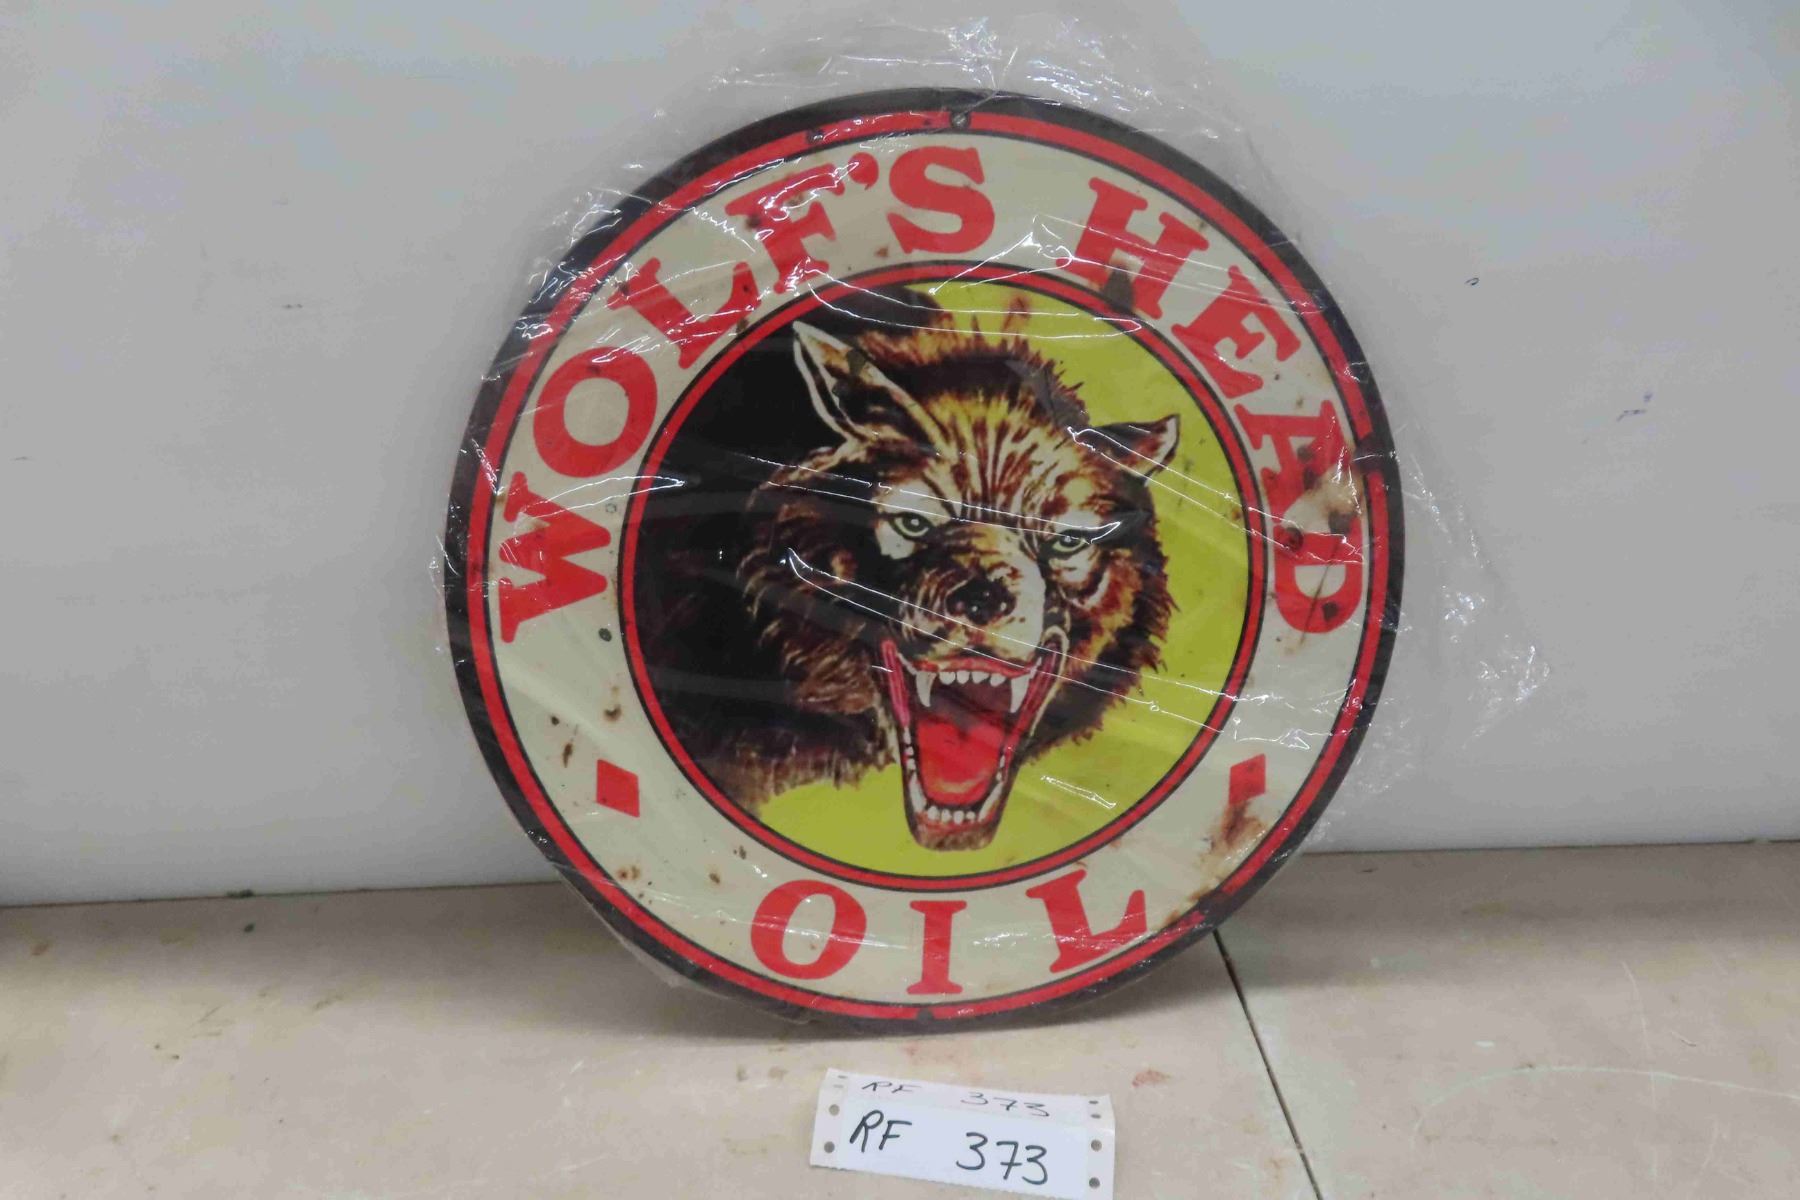 WOLF'S HEAD
OIL
RF 373
RF 373